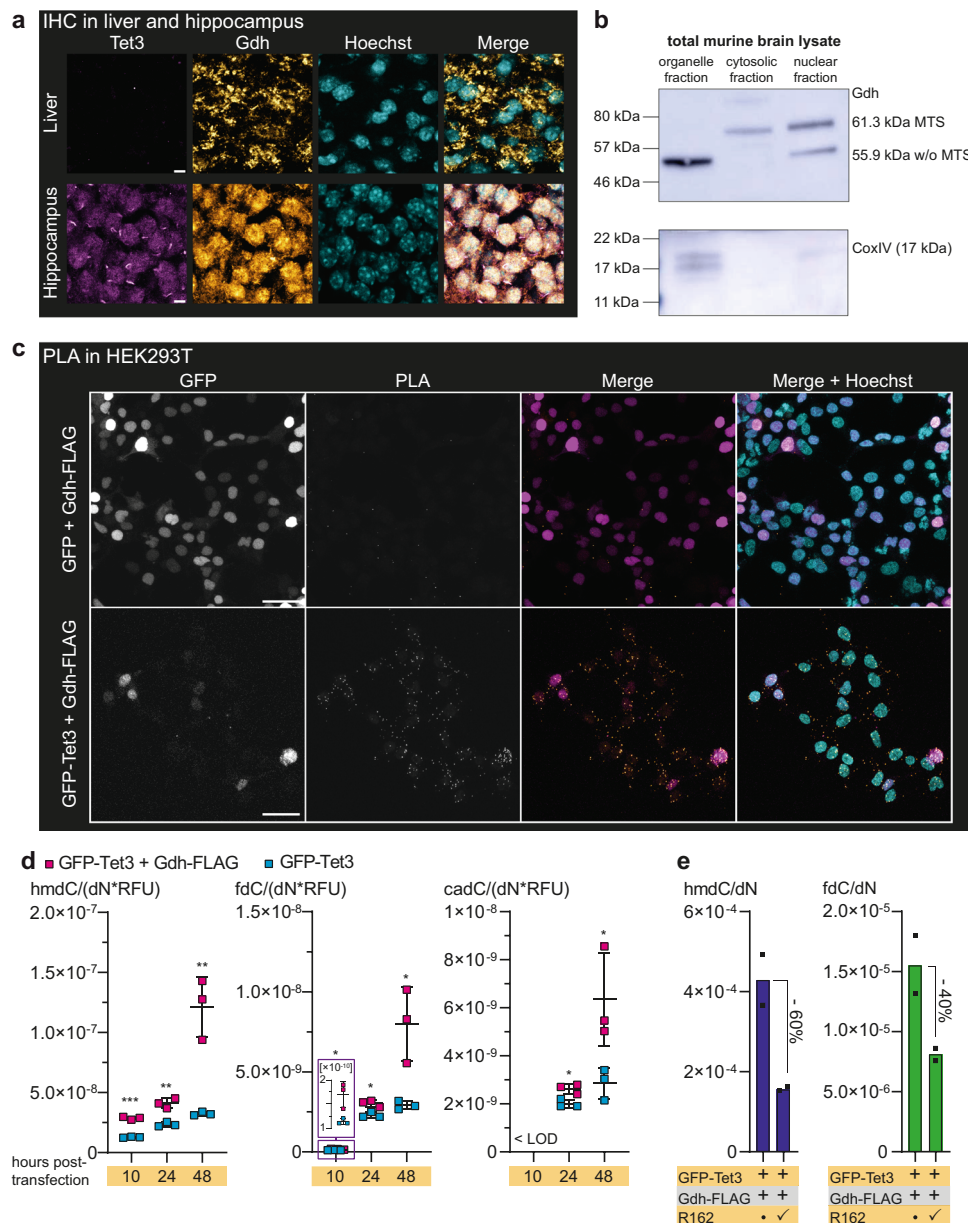 a
IHC in liver and hippocampus
Tet3 Gdh Hoechst Merge
Liver
Hippocampus
b
total murine brain lysate
organelle fraction cytosolic fraction nuclear fraction
Gdh
80 kDa
57 kDa
46 kDa
61.3 kDa MTS
55.9 kDa w/o MTS
22 kDa
17 kDa
11 kDa
CoxIV (17 kDa)
c
PLA in HEK293T
GFP PLA Merge Merge + Hoechst
GFP + Gdh-FLAG
GFP-Tet3 + Gdh-FLAG
d
GFP-Tet3 + Gdh-FLAG GFP-Tet3
hmdC/(dN*RFU)
2.0×10-7
1.5×10-7
1.0×10-7
5.0×10-8
0
***
**
**
hours post-transfection
10 24 48
fdC/(dN*RFU)
1.5×10-8
1.0×10-8
5.0×10-9
0
*
[×10-10]
2
1
*
*
10 24 48
cadC/(dN*RFU)
1×10-8
8×10-9
6×10-9
4×10-9
2×10-9
0
< LOD
*
*
10 24 48
e
hmdC/dN
6×10-4
4×10-4
2×10-4
0
- 60%
GFP-Tet3 + +
Gdh-FLAG + +
R162 • ✓
fdC/dN
2.0×10-5
1.5×10-5
1.0×10-5
5.0×10-6
0
- 40%
GFP-Tet3 + +
Gdh-FLAG + +
R162 • ✓